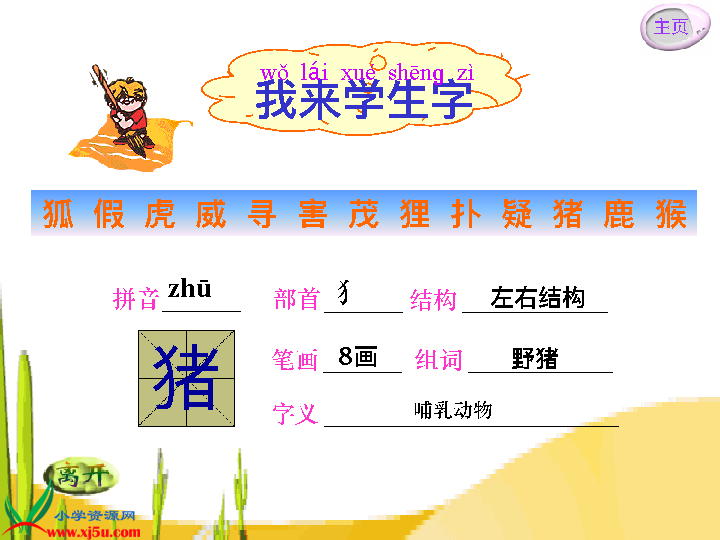 主页
wǒ lái xué shēng zì
我来学生字
狐 假 虎 威 寻 害 茂 狸 扑 疑 猪 鹿 猴
拼音 zhū 部首 犭 结构 左右结构
猪
笔画 8画 组词 野猪
字义 哺乳动物
离开
小学资源网
www.xj5u.com